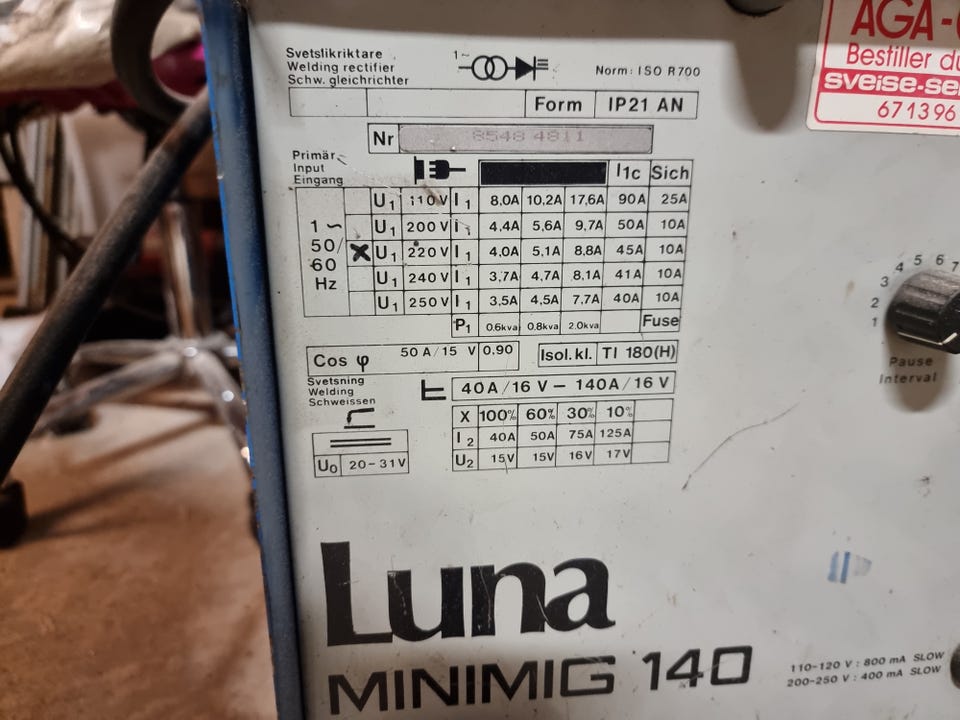 Svetslikriktare
Welding rectifier
Schw. gleichrichter
1~
Norm: ISO R700
Form IP21 AN
Nr 8548 4811
Primär
Input
Eingang
I1c Sich
U1 110V I1 8,0A 10,2A 17,6A 90A 25A
U1 200V I1 4,4A 5,6A 9,7A 50A 10A
1~ 50/60 Hz X U1 220V I1 4,0A 5,1A 8,8A 45A 10A
U1 240V I1 3,7A 4,7A 8,1A 41A 10A
U1 250V I1 3,5A 4,5A 7,7A 40A 10A
P1 0.6kva 0.8kva 2.0kva Fuse
Cos φ 50A/15 V 0,90 Isol.kl. TI 180(H)
Svetsning
Welding
Schweissen
40A/16 V – 140A/16 V
X 100% 60% 30% 10%
I2 40A 50A 75A 125A
U2 15V 15V 16V 17V
U0 20–31V
Luna
MINIMIG 140
AGA-
Bestiller du
sveise-se
671396
1 2 3 4 5 6 7
Pause
Interval
110–120 V : 800 mA SLOW
200–250 V : 400 mA SLOW